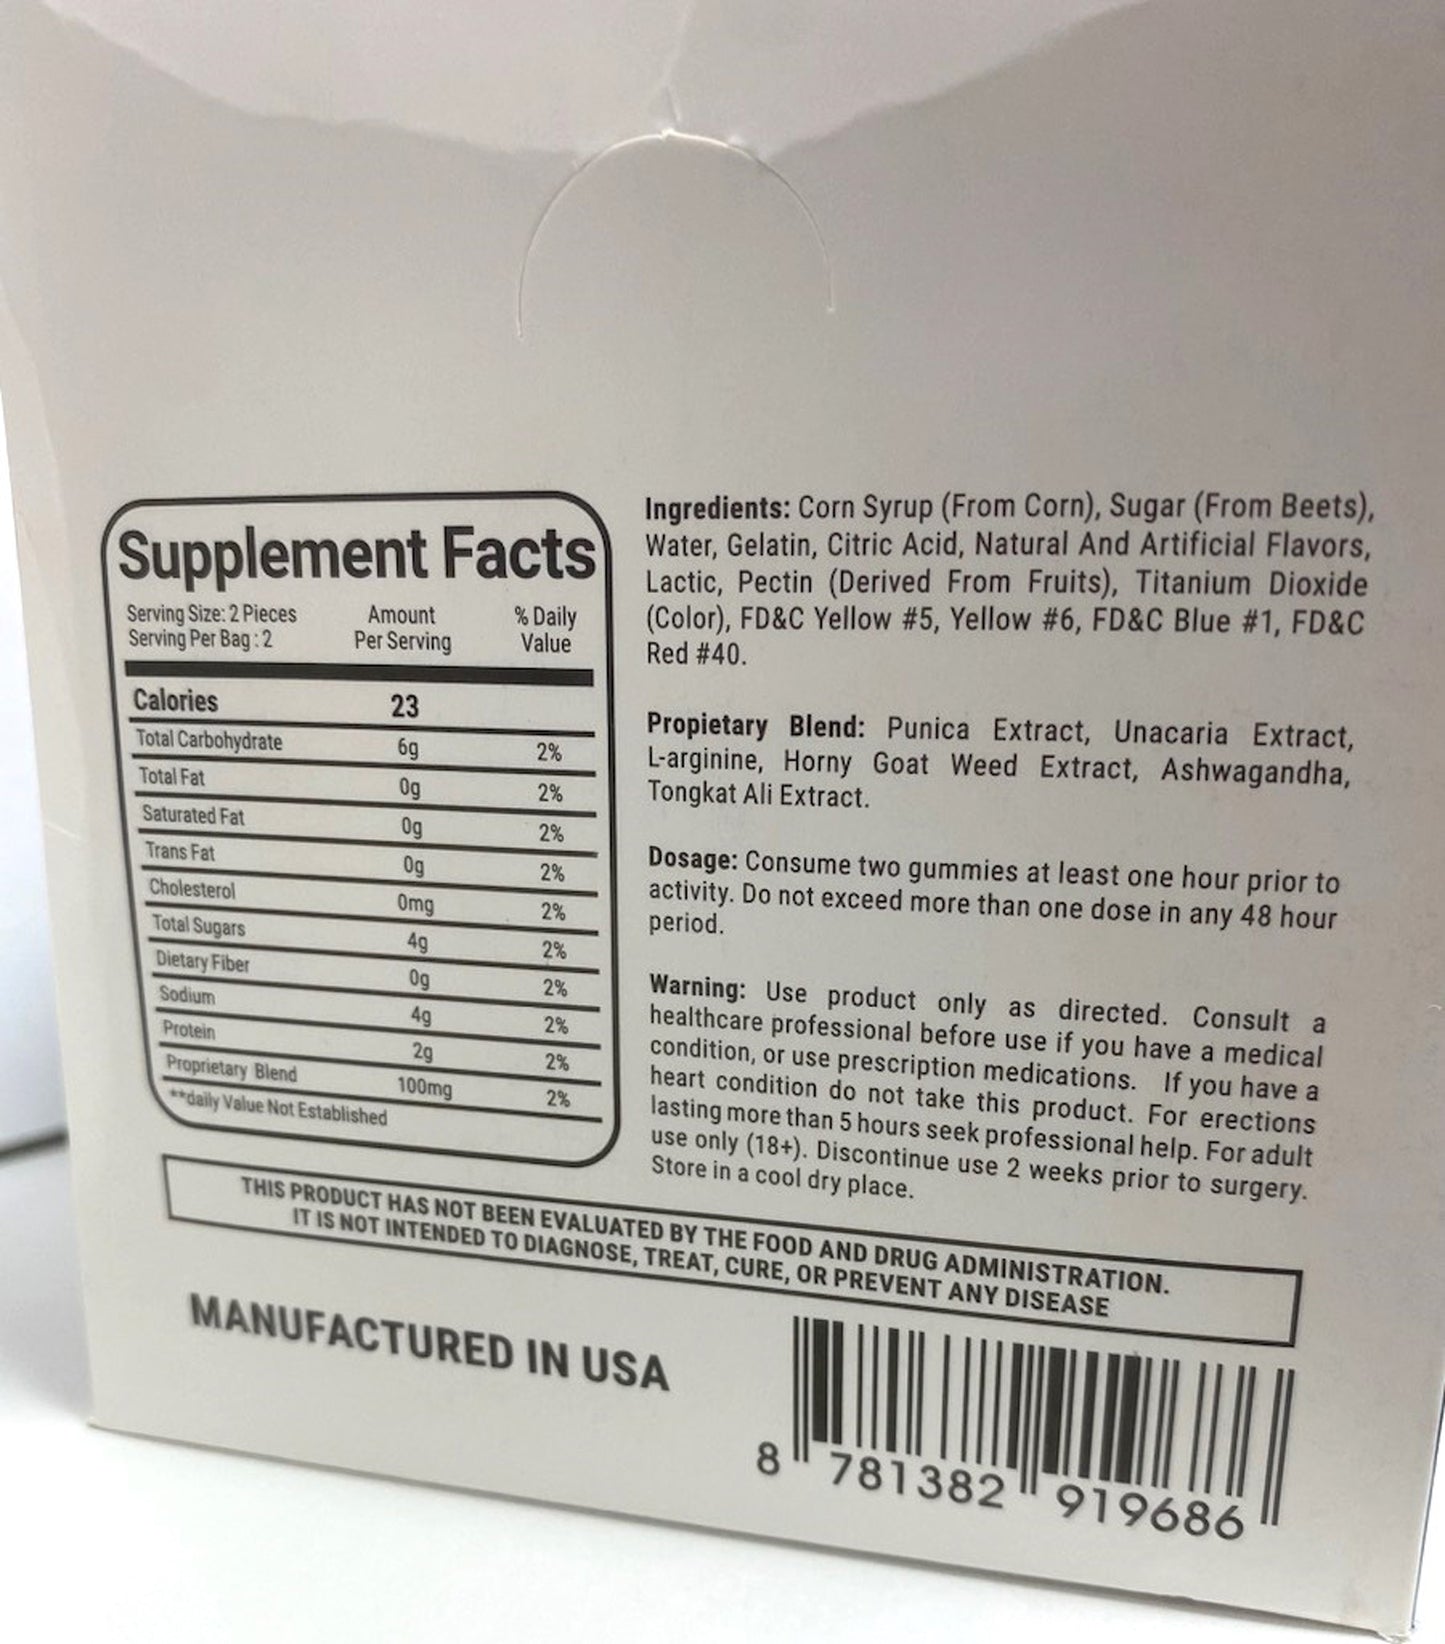 Supplement Facts
Serving Size: 2 Pieces Amount % Daily
Serving Per Bag : 2 Per Serving Value
Calories 23
Total Carbohydrate 6g 2%
Total Fat 0g 2%
Saturated Fat 0g 2%
Trans Fat 0g 2%
Cholesterol 0mg 2%
Total Sugars 4g 2%
Dietary Fiber 0g 2%
Sodium 4g 2%
Protein 2g 2%
Proprietary Blend 100mg 2%
**daily Value Not Established
Ingredients: Corn Syrup (From Corn), Sugar (From Beets),
Water, Gelatin, Citric Acid, Natural And Artificial Flavors,
Lactic, Pectin (Derived From Fruits), Titanium Dioxide
(Color), FD&C Yellow #5, Yellow #6, FD&C Blue #1, FD&C
Red #40.
Propietary Blend: Punica Extract, Unacaria Extract,
L-arginine, Horny Goat Weed Extract, Ashwagandha,
Tongkat Ali Extract.
Dosage: Consume two gummies at least one hour prior to
activity. Do not exceed more than one dose in any 48 hour
period.
Warning: Use product only as directed. Consult a
healthcare professional before use if you have a medical
condition, or use prescription medications. If you have a
heart condition do not take this product. For erections
lasting more than 5 hours seek professional help. For adult
use only (18+). Discontinue use 2 weeks prior to surgery.
Store in a cool dry place.
THIS PRODUCT HAS NOT BEEN EVALUATED BY THE FOOD AND DRUG ADMINISTRATION.
IT IS NOT INTENDED TO DIAGNOSE, TREAT, CURE, OR PREVENT ANY DISEASE
MANUFACTURED IN USA
8 781382 919686